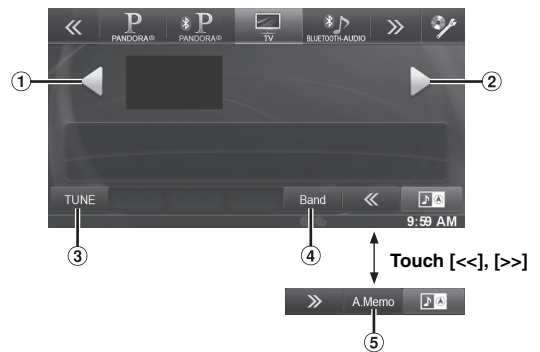 « P PANDORA® P PANDORA® TV BLUETOOTH-AUDIO »
1 2
TUNE Band «
9:59 AM
3 4
Touch [<<], [>>]
» A.Memo
5